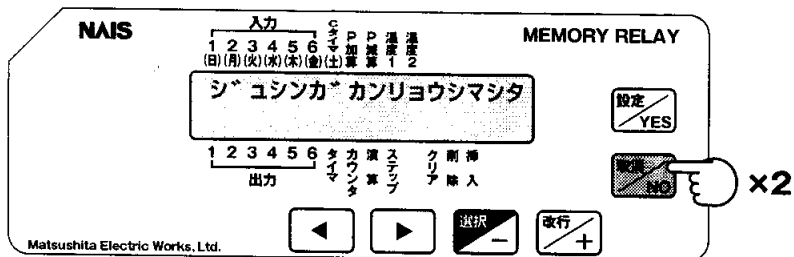 NAIS
MEMORY RELAY
入力
1 2 3 4 5 6 Cタイマ P加算 P減算 温度1 温度2
(日)(月)(火)(水)(木)(金)(土)
ジュシンガ カンリョウシマシタ
設定/YES
1 2 3 4 5 6 タイマ カウンタ 演算 ステップ クリア 削除 挿入
出力
取消/NO
×2
◀ ▶ 選択/− 改行/+
Matsushita Electric Works, Ltd.